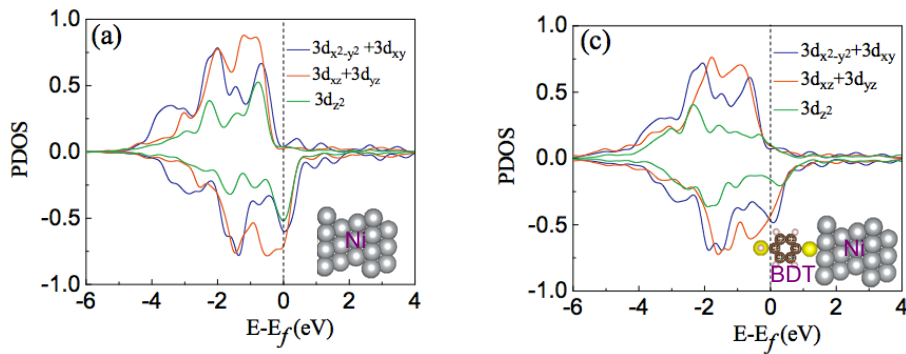 (a)
3dx²-y² +3dxy
3dxz+3dyz
3dz²
PDOS
1.0
0.5
0.0
-0.5
-1.0
-6 -4 -2 0 2 4
E-Ef(eV)
Ni
(c)
3dx²-y²+3dxy
3dxz+3dyz
3dz²
PDOS
1.0
0.5
0.0
-0.5
-1.0
-6 -4 -2 0 2 4
E-Ef(eV)
Ni
BDT